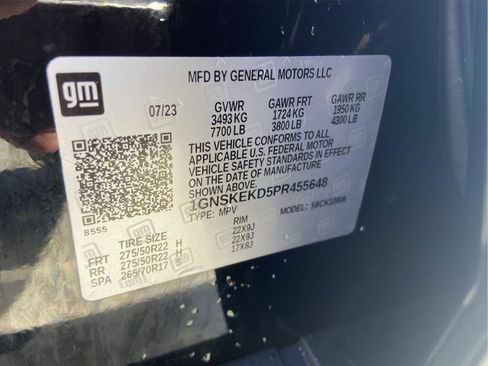 gm
MFD BY GENERAL MOTORS LLC
07/23 GVWR GAWR FRT GAWR RR
3493 KG 1724 KG 1950 KG
7700 LB 3800 LB 4300 LB
THIS VEHICLE CONFORMS TO ALL
APPLICABLE U.S. FEDERAL MOTOR
VEHICLE SAFETY STANDARDS IN EFFECT
ON THE DATE OF MANUFACTURE
SHOWN ABOVE.
1GNSKEKD5PR455648
8555 TYPE: MPV MODEL: 58CK10906
TIRE SIZE RIM
FRT 275/50R22 H 22X9J
RR 275/50R22 H 22X9J
SPA 265/70R17 S 17X8J